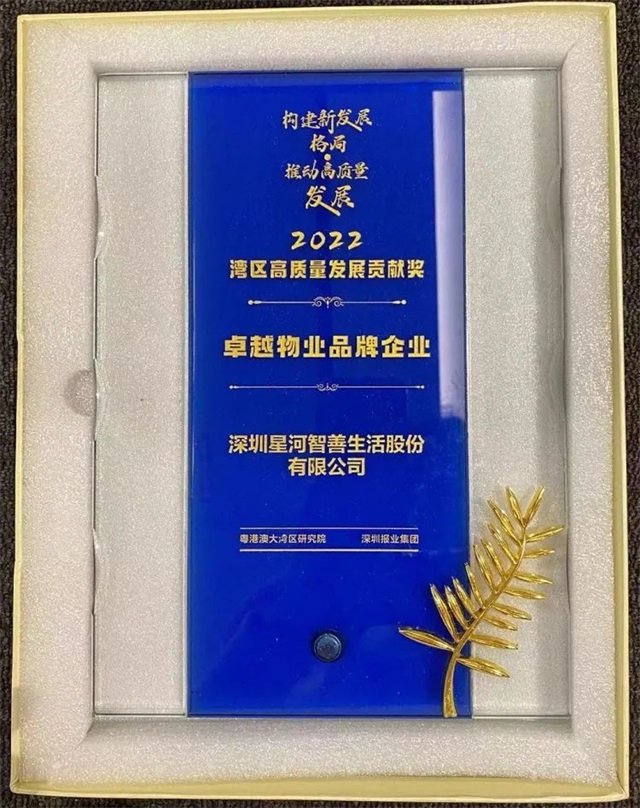 构建新发展
格局
推动高质量
发展
2022
湾区高质量发展贡献奖
卓越物业品牌企业
深圳星河智善生活股份
有限公司
粤港澳大湾区研究院 深圳报业集团